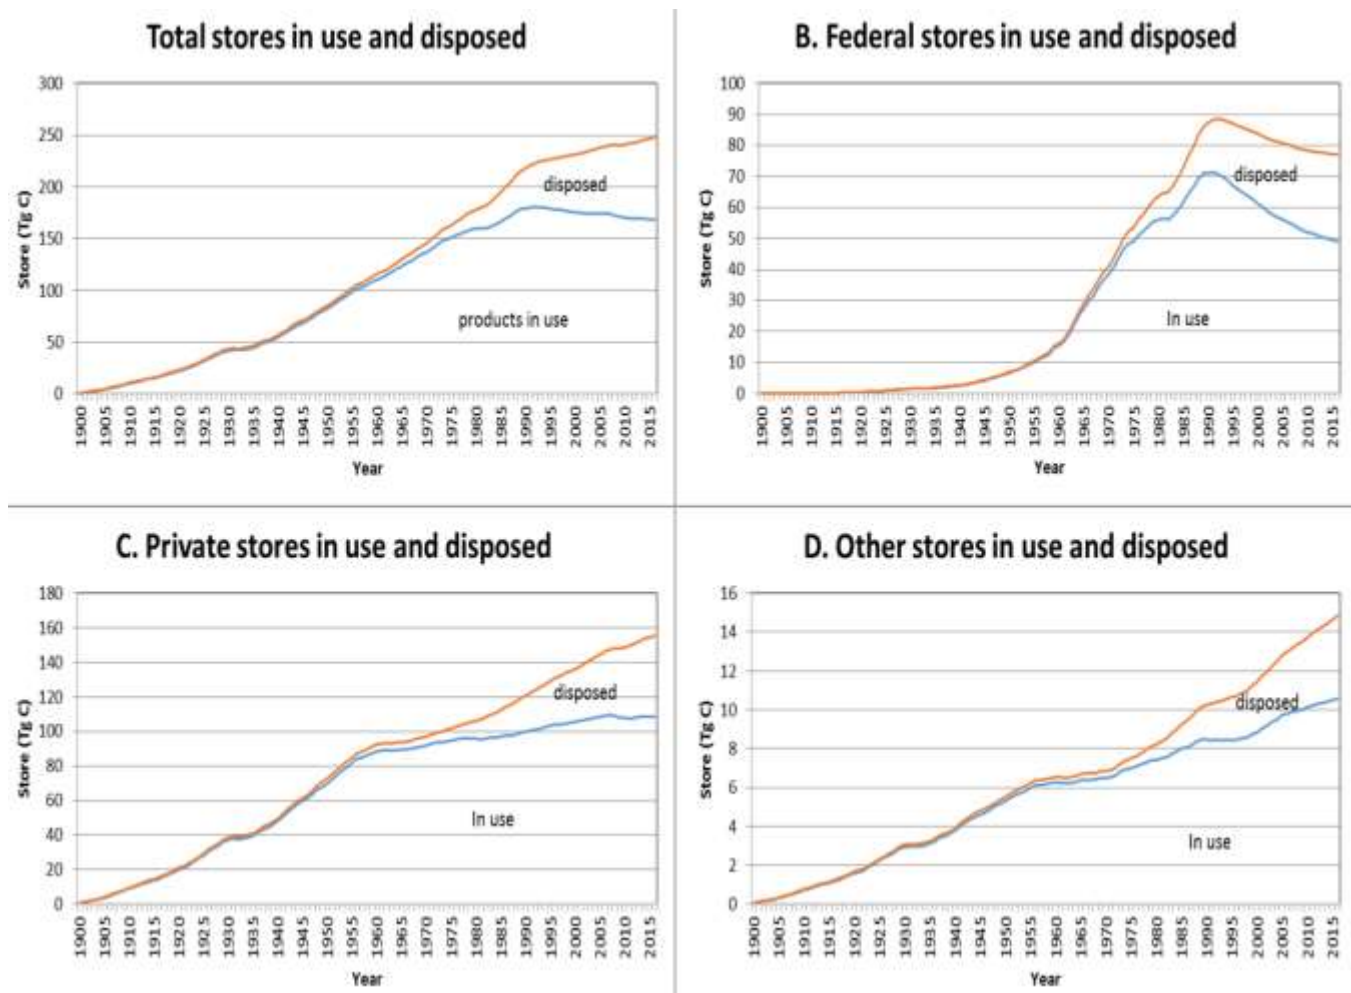 Total stores in use and disposed
300
250
200
150
100
50
0
Store (Tg C)
disposed
products in use
1900 1905 1910 1915 1920 1925 1930 1935 1940 1945 1950 1955 1960 1965 1970 1975 1980 1985 1990 1995 2000 2005 2010 2015
Year
B. Federal stores in use and disposed
100
90
80
70
60
50
40
30
20
10
0
Store (Tg C)
disposed
In use
1900 1905 1910 1915 1920 1925 1930 1935 1940 1945 1950 1955 1960 1965 1970 1975 1980 1985 1990 1995 2000 2005 2010 2015
Year
C. Private stores in use and disposed
180
160
140
120
100
80
60
40
20
0
Store (Tg C)
disposed
In use
1900 1905 1910 1915 1920 1925 1930 1935 1940 1945 1950 1955 1960 1965 1970 1975 1980 1985 1990 1995 2000 2005 2010 2015
Year
D. Other stores in use and disposed
16
14
12
10
8
6
4
2
0
Store (Tg C)
disposed
In use
1900 1905 1910 1915 1920 1925 1930 1935 1940 1945 1950 1955 1960 1965 1970 1975 1980 1985 1990 1995 2000 2005 2010 2015
Year